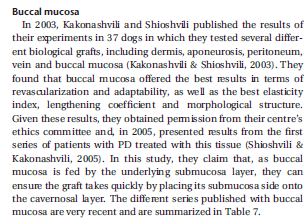 Buccal mucosa
In 2003, Kakonashvili and Shioshvili published the results of
their experiments in 37 dogs in which they tested several differ-
ent biological grafts, including dermis, aponeurosis, peritoneum,
vein and buccal mucosa (Kakonashvili & Shioshvili, 2003). They
found that buccal mucosa offered the best results in terms of
revascularization and adaptability, as well as the best elasticity
index, lengthening coefficient and morphological structure.
Given these results, they obtained permission from their centre's
ethics committee and, in 2005, presented results from the first
series of patients with PD treated with this tissue (Shioshvili &
Kakonashvili, 2005). In this study, they claim that, as buccal
mucosa is fed by the underlying submucosa layer, they can
ensure the graft takes quickly by placing its submucosa side onto
the cavernosal layer. The different series published with buccal
mucosa are very recent and are summarized in Table 7.